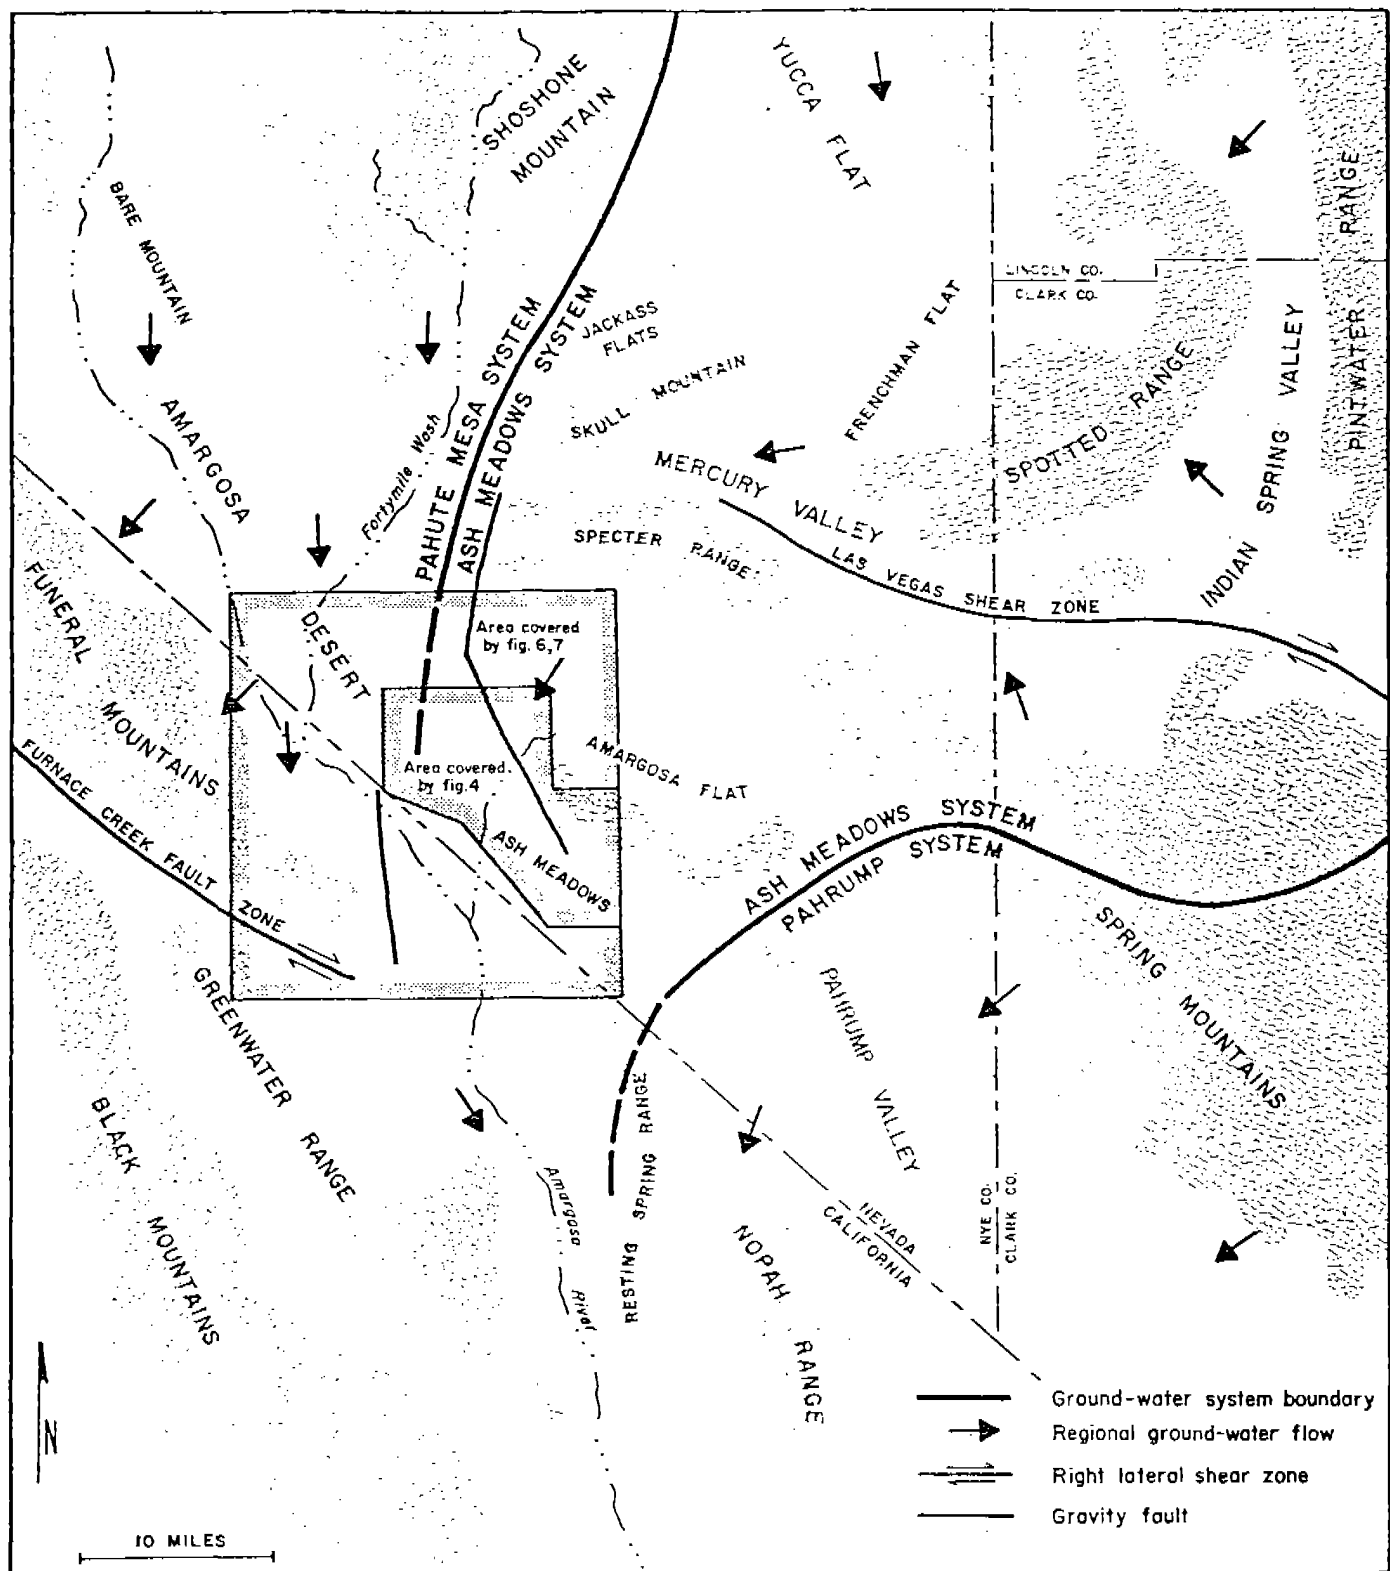 SHOSHONE
MOUNTAIN
YUCCA FLAT
BARE MOUNTAIN
PINTWATER RANGE
LINCOLN CO.
CLARK CO.
AMARGOSA
DESERT
Fortymile Wash
PAHUTE MESA SYSTEM
ASH MEADOWS SYSTEM
JACKASS
FLATS
SKULL MOUNTAIN
FRENCHMAN FLAT
SPOTTED RANGE
INDIAN SPRING VALLEY
MERCURY VALLEY
SPECTER RANGE
LAS VEGAS SHEAR ZONE
FUNERAL
MOUNTAINS
Area covered
by fig. 6,7
Area covered
by fig. 4
AMARGOSA FLAT
ASH MEADOWS
FURNACE CREEK FAULT ZONE
ASH MEADOWS SYSTEM
PAHRUMP SYSTEM
SPRING MOUNTAINS
GREENWATER RANGE
BLACK
MOUNTAINS
PAHRUMP VALLEY
RESTING SPRING RANGE
Amargosa River
NOPAH RANGE
NEVADA
CALIFORNIA
NYE CO.
CLARK CO.
N
10 MILES
Ground-water system boundary
Regional ground-water flow
Right lateral shear zone
Gravity fault